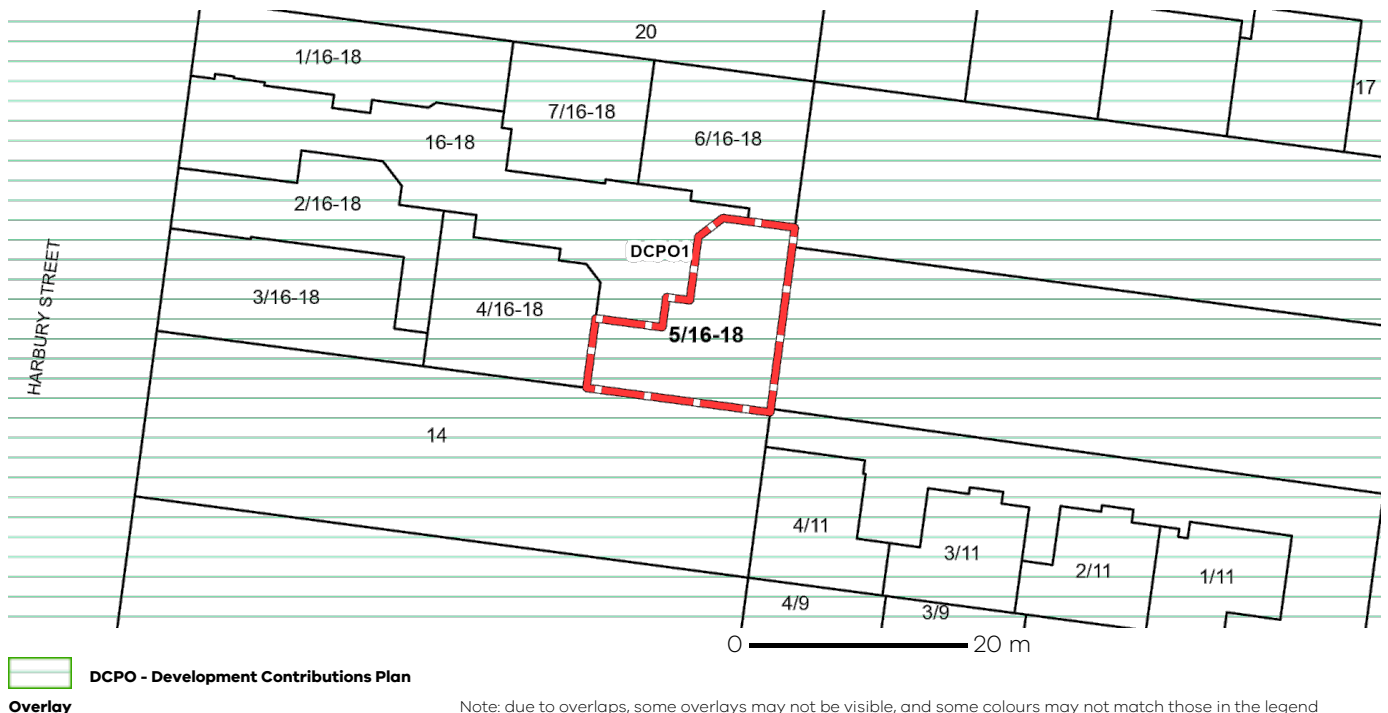 20
1/16-18
7/16-18
17
6/16-18
16-18
2/16-18
DCPO1
HARBURY STREET
3/16-18
4/16-18
5/16-18
14
4/11
3/11
2/11
1/11
4/9
3/9
0 20 m
DCPO - Development Contributions Plan
Overlay
Note: due to overlaps, some overlays may not be visible, and some colours may not match those in the legend